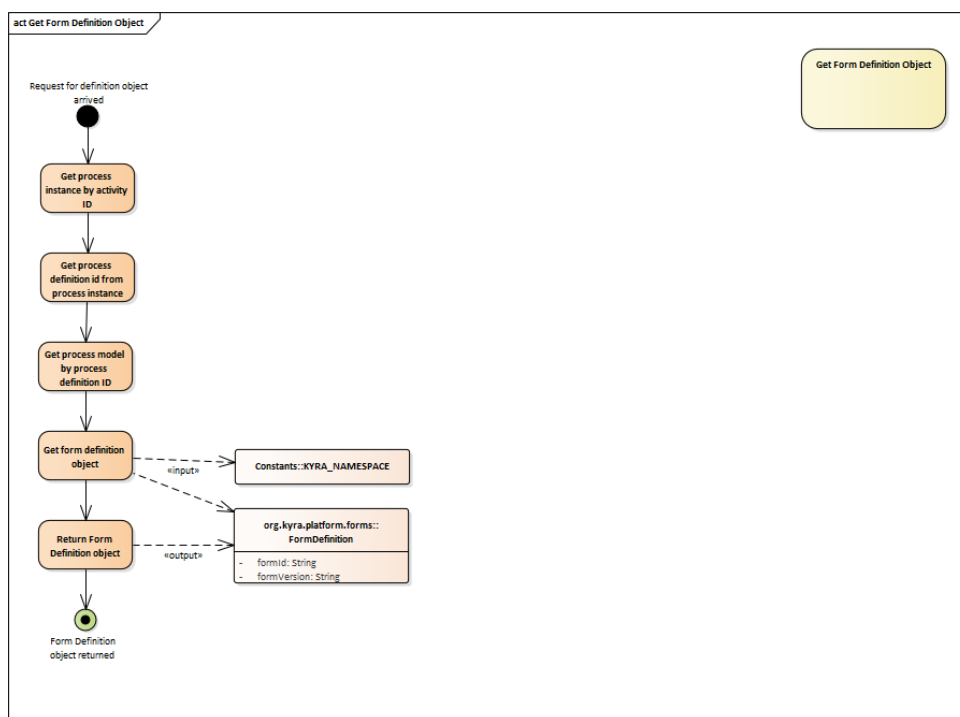 act Get Form Definition Object
Get Form Definition Object
Request for definition object
arrived
Get process
instance by activity
ID
Get process
definition id from
process instance
Get process model
by process
definition ID
Get form definition
object
«input»
Constants::KYRA_NAMESPACE
org.kyra.platform.forms::
FormDefinition
- formId: String
- formVersion: String
Return Form
Definition object
«output»
Form Definition
object returned